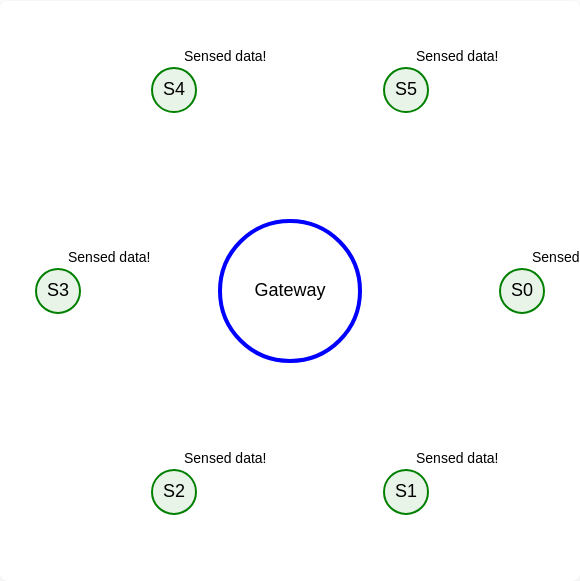 Sensed data!
Sensed data!
S4
S5
Sensed data!
Sensed
S3
Gateway
S0
Sensed data!
Sensed data!
S2
S1